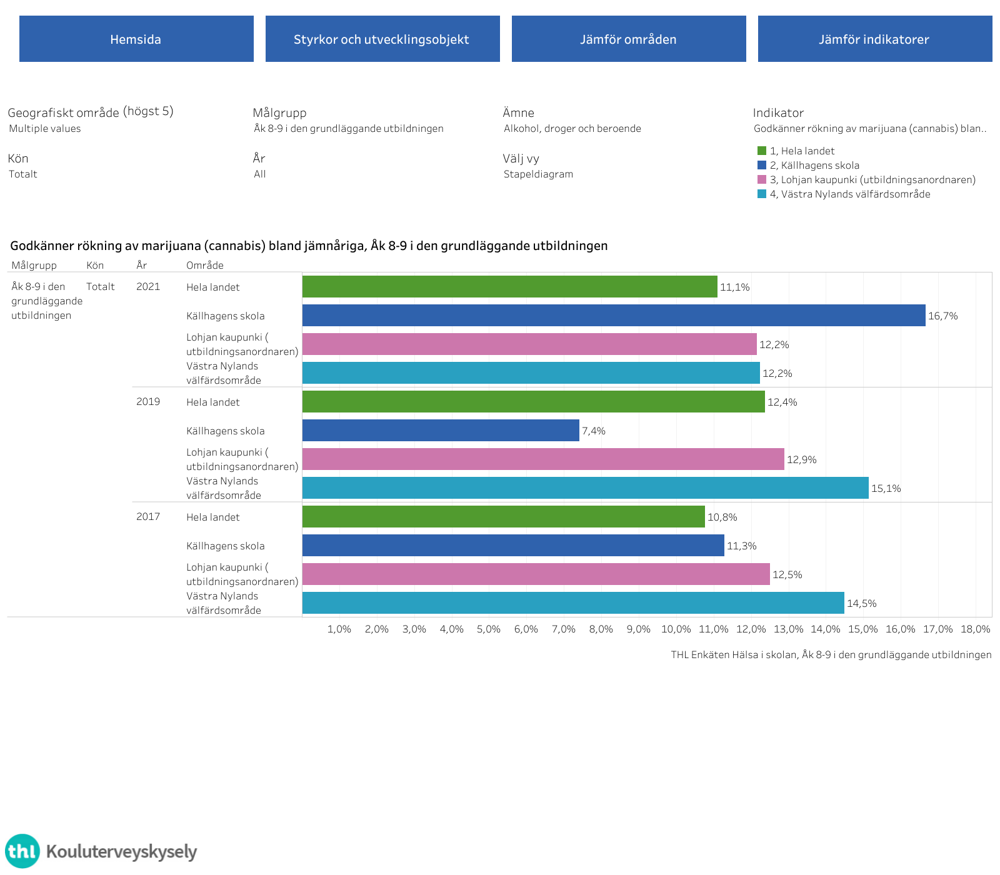 Hemsida
Styrkor och utvecklingsobjekt
Jämför områden
Jämför indikatorer
Geografiskt område (högst 5)
Multiple values
Målgrupp
Åk 8-9 i den grundläggande utbildningen
Ämne
Alkohol, droger och beroende
Indikator
Godkänner rökning av marijuana (cannabis) blan..
Kön
Totalt
År
All
Välj vy
Stapeldiagram
1, Hela landet
2, Källhagens skola
3, Lohjan kaupunki (utbildningsanordnaren)
4, Västra Nylands välfärdsområde
Godkänner rökning av marijuana (cannabis) bland jämnåriga, Åk 8-9 i den grundläggande utbildningen
Målgrupp Kön År Område
Åk 8-9 i den
grundläggande
utbildningen
Totalt
2021
Hela landet
11,1%
Källhagens skola
16,7%
Lohjan kaupunki (
utbildningsanordnaren)
12,2%
Västra Nylands
välfärdsområde
12,2%
2019
Hela landet
12,4%
Källhagens skola
7,4%
Lohjan kaupunki (
utbildningsanordnaren)
12,9%
Västra Nylands
välfärdsområde
15,1%
2017
Hela landet
10,8%
Källhagens skola
11,3%
Lohjan kaupunki (
utbildningsanordnaren)
12,5%
Västra Nylands
välfärdsområde
14,5%
1,0% 2,0% 3,0% 4,0% 5,0% 6,0% 7,0% 8,0% 9,0% 10,0% 11,0% 12,0% 13,0% 14,0% 15,0% 16,0% 17,0% 18,0%
THL Enkäten Hälsa i skolan, Åk 8-9 i den grundläggande utbildningen
thl Kouluterveyskysely